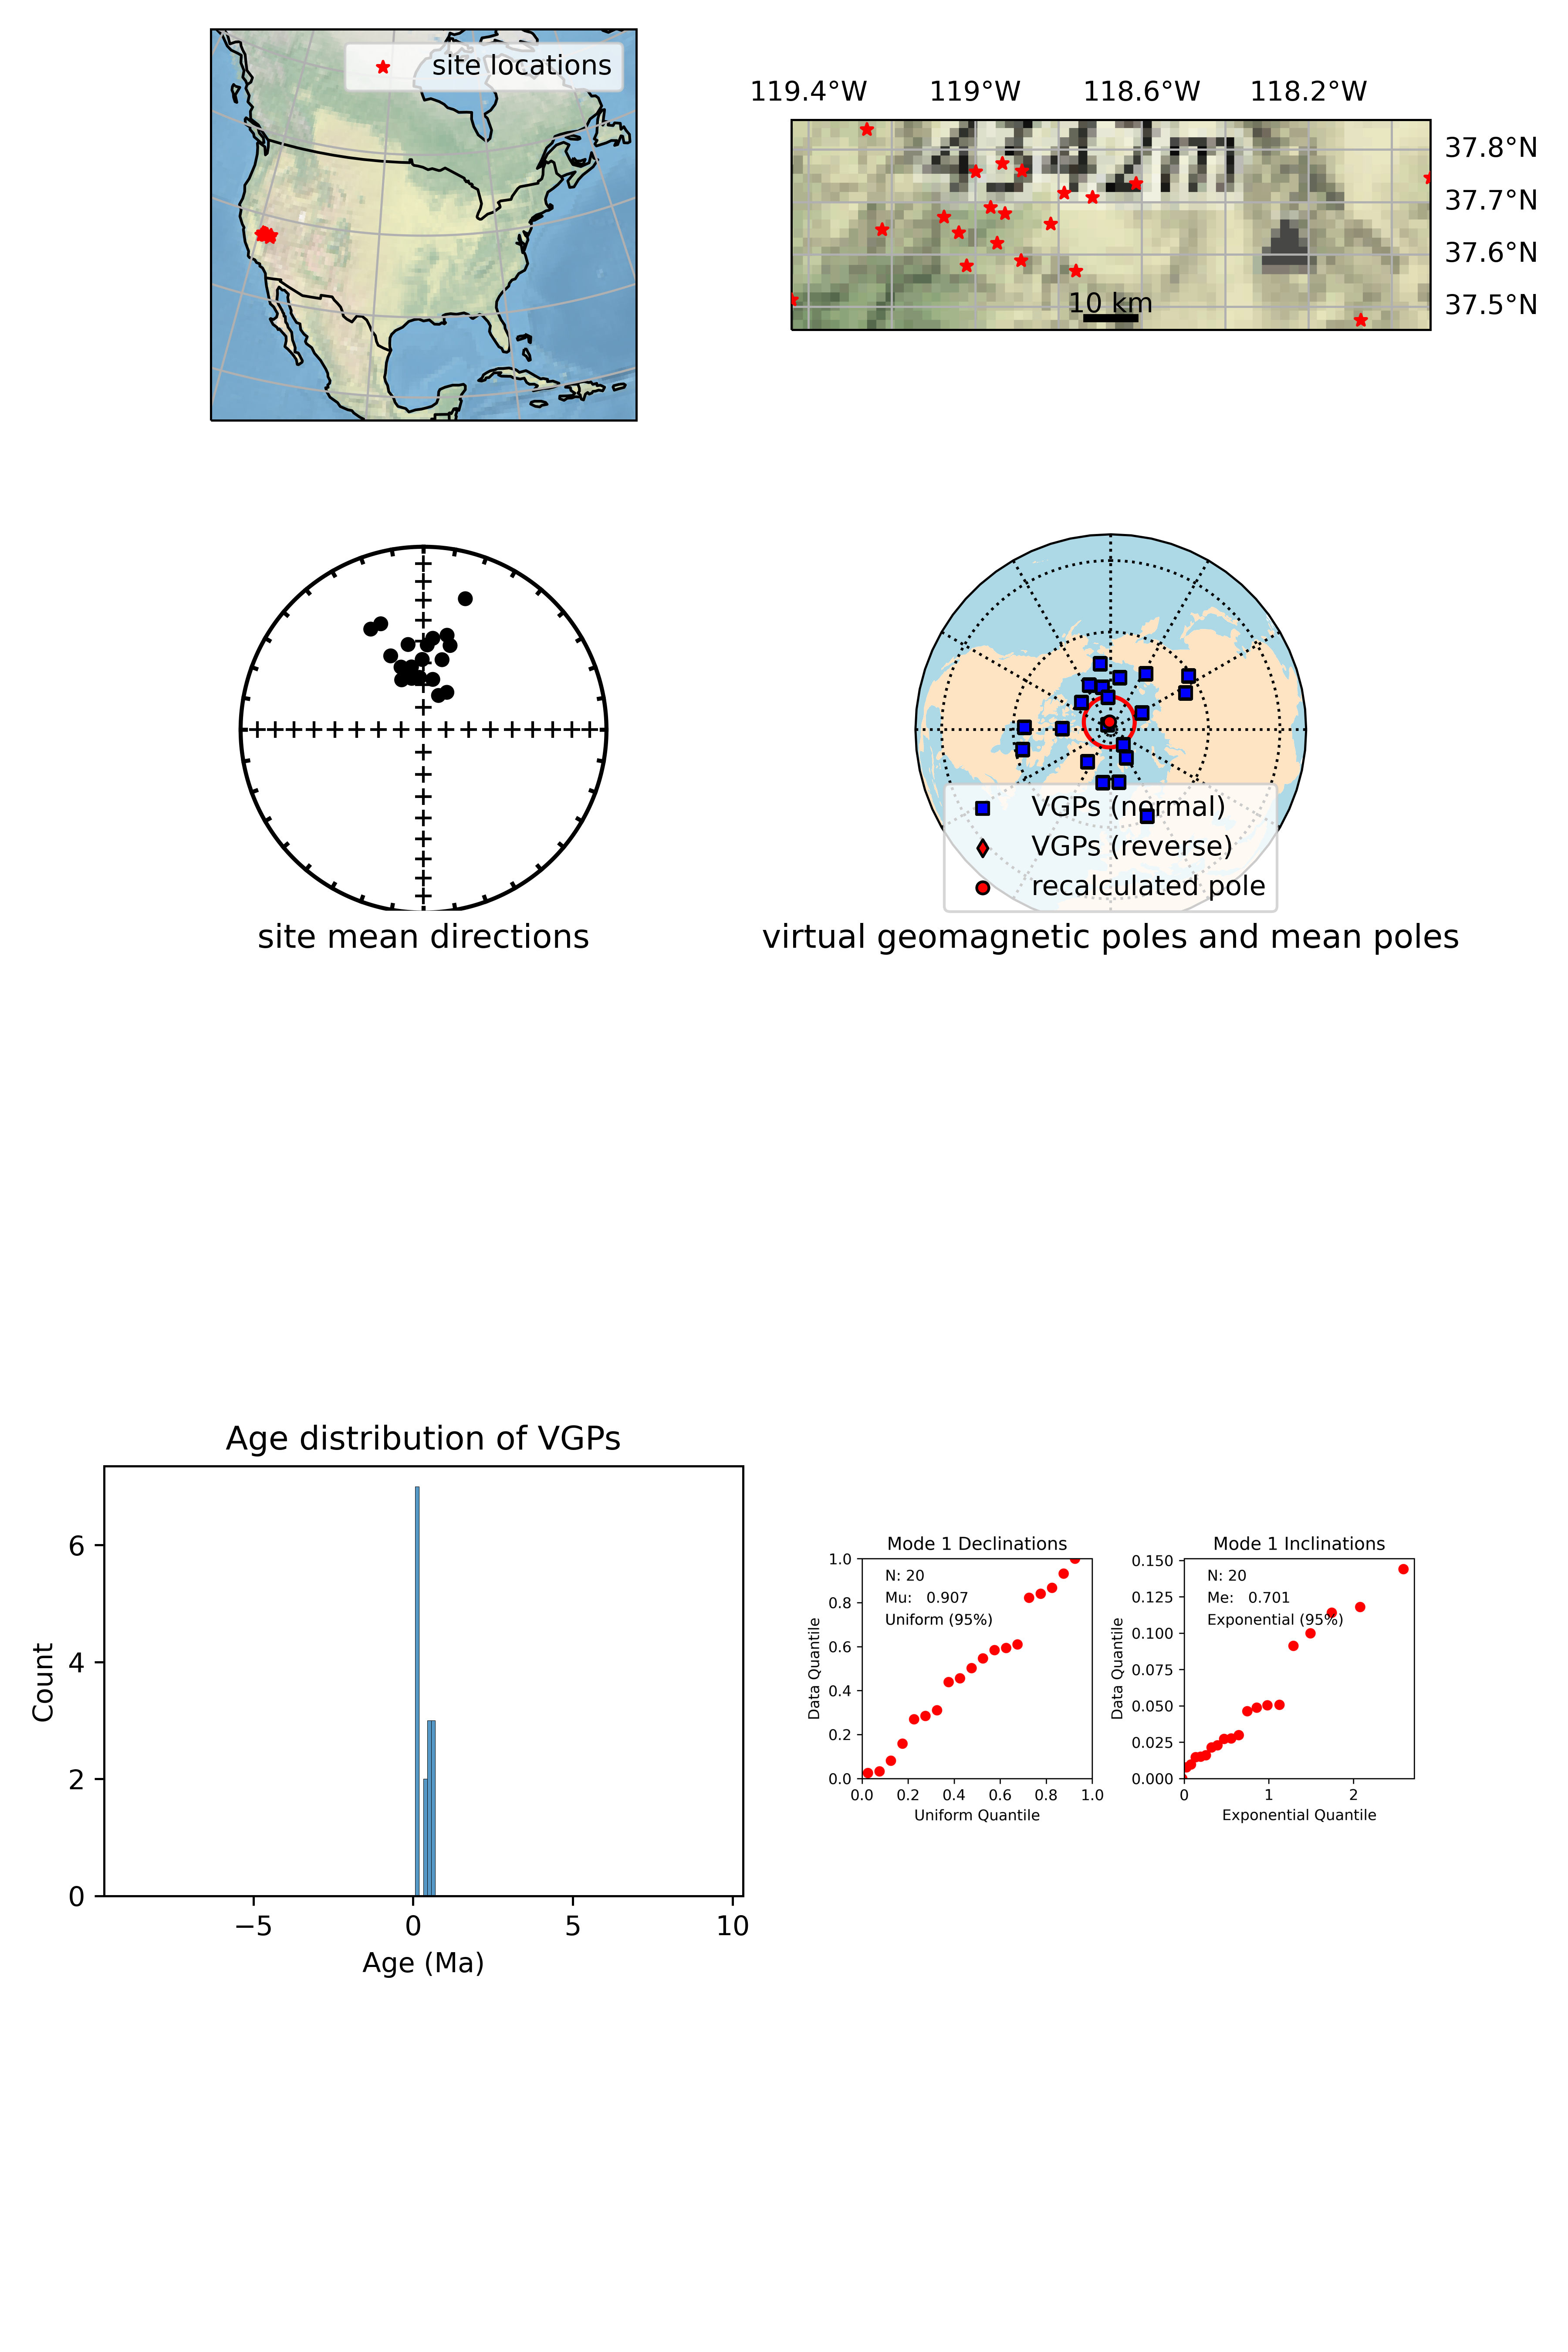 site locations
119.4°W 119°W 118.6°W 118.2°W
4342m
37.8°N
37.7°N
37.6°N
37.5°N
10 km
site mean directions
VGPs (normal)
VGPs (reverse)
recalculated pole
virtual geomagnetic poles and mean poles
Age distribution of VGPs
6
4
2
0
Count
−5 0 5 10
Age (Ma)
Mode 1 Declinations
N: 20
Mu: 0.907
Uniform (95%)
1.0
0.8
0.6
0.4
0.2
0.0
Data Quantile
0.0 0.2 0.4 0.6 0.8 1.0
Uniform Quantile
Mode 1 Inclinations
N: 20
Me: 0.701
Exponential (95%)
0.150
0.125
0.100
0.075
0.050
0.025
0.000
Data Quantile
0 1 2
Exponential Quantile